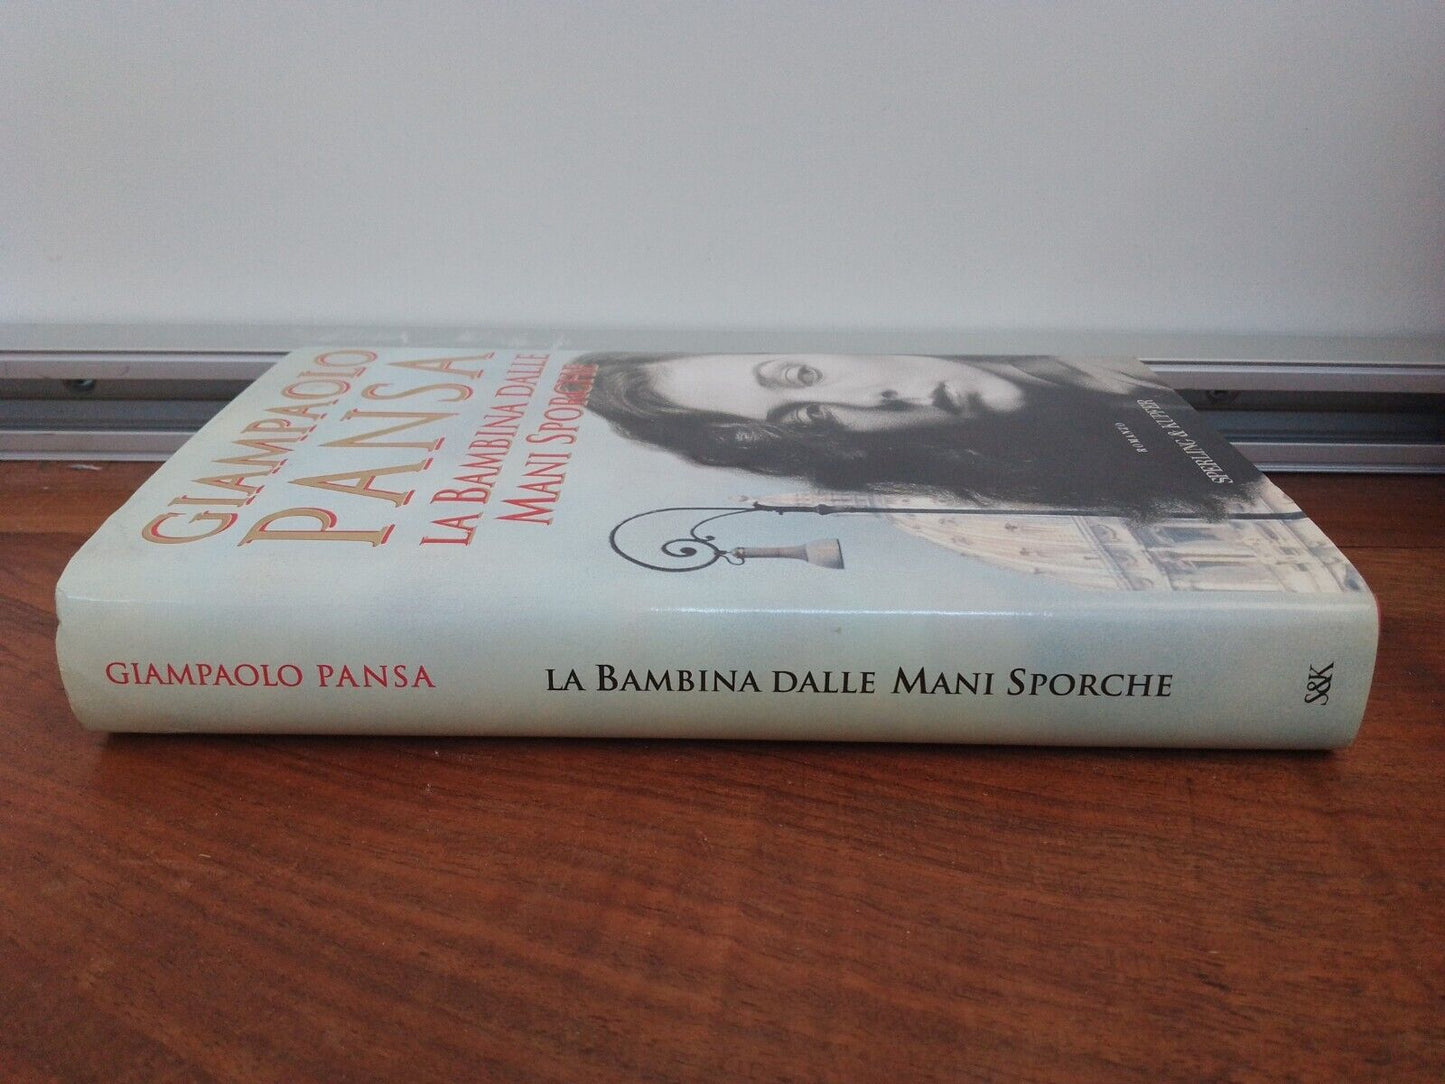 GIAMPAOLO
PANSA
LA BAMBINA DALLE
MANI SPORCHE
ROMANZO
SPERLING & KUPFER
GIAMPAOLO PANSA
LA BAMBINA DALLE MANI SPORCHE
S&K